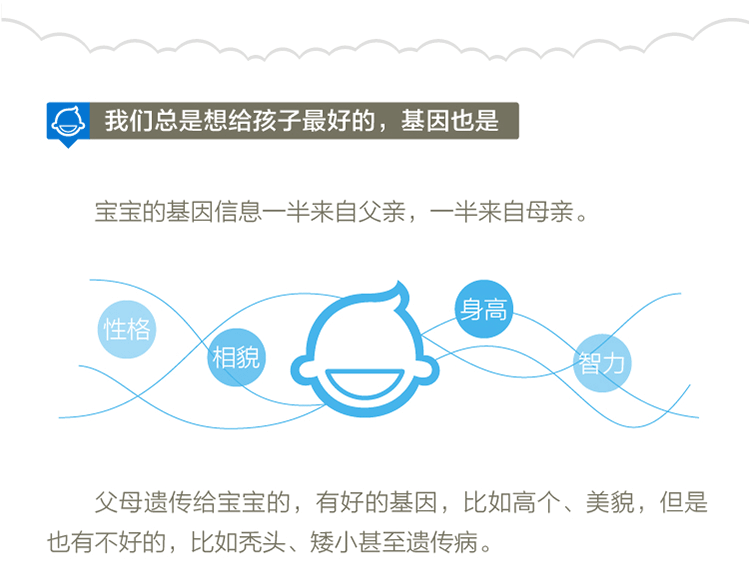 我们总是想给孩子最好的，基因也是
宝宝的基因信息一半来自父亲，一半来自母亲。
性格
相貌
身高
智力
父母遗传给宝宝的，有好的基因，比如高个、美貌，但是
也有不好的，比如秃头、矮小甚至遗传病。